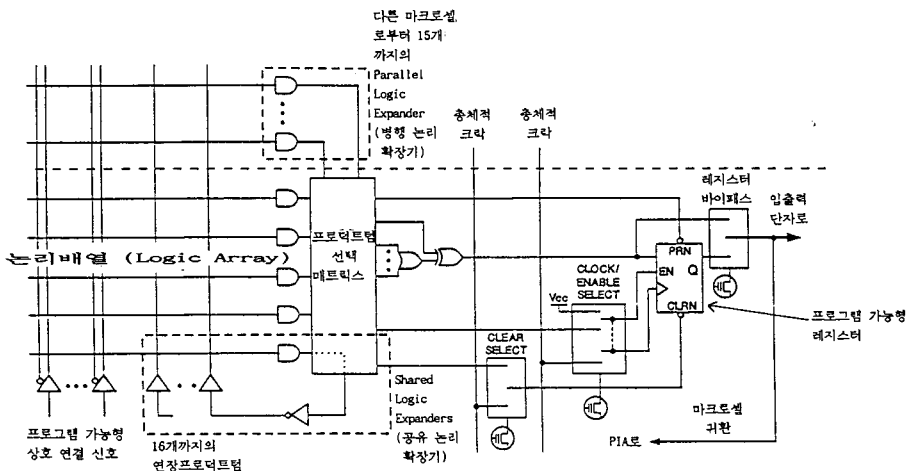 다른 마크로셀
로부터 15개
까지의
Parallel
Logic
Expander
(병행 논리
확장기)
총체적
크락
총체적
크락
레지스터
바이패스
입출력
단자로
프로덕트텀
선택
매트릭스
논리배열 (Logic Array)
CLOCK/
ENABLE
SELECT
Vcc
PRN
EN
Q
CLRN
프로그램 가능형
레지스터
CLEAR
SELECT
Shared
Logic
Expanders
(공유 논리
확장기)
마크로셀
귀환
PIA로
프로그램 가능형
상호 연결 신호
16개까지의
연장프로덕트텀